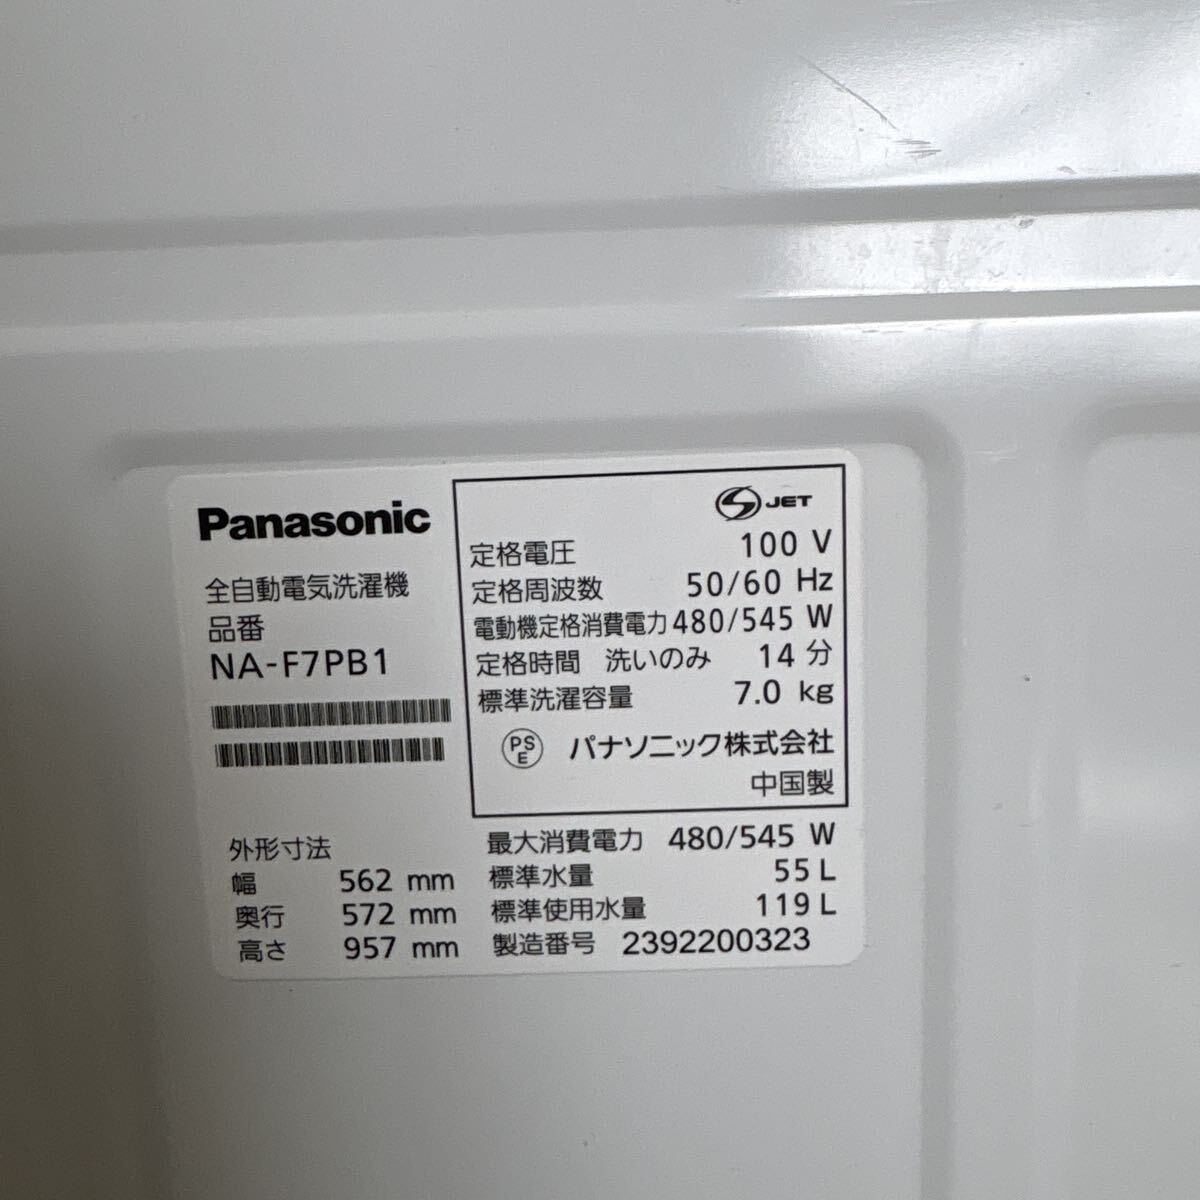 Panasonic
全自動電気洗濯機
品番
NA-F7PB1
JET
定格電圧 100 V
定格周波数 50/60 Hz
電動機定格消費電力 480/545 W
定格時間 洗いのみ 14 分
標準洗濯容量 7.0 kg
PS
E
パナソニック株式会社
中国製
外形寸法
幅 562 mm
奥行 572 mm
高さ 957 mm
最大消費電力 480/545 W
標準水量 55 L
標準使用水量 119 L
製造番号 2392200323